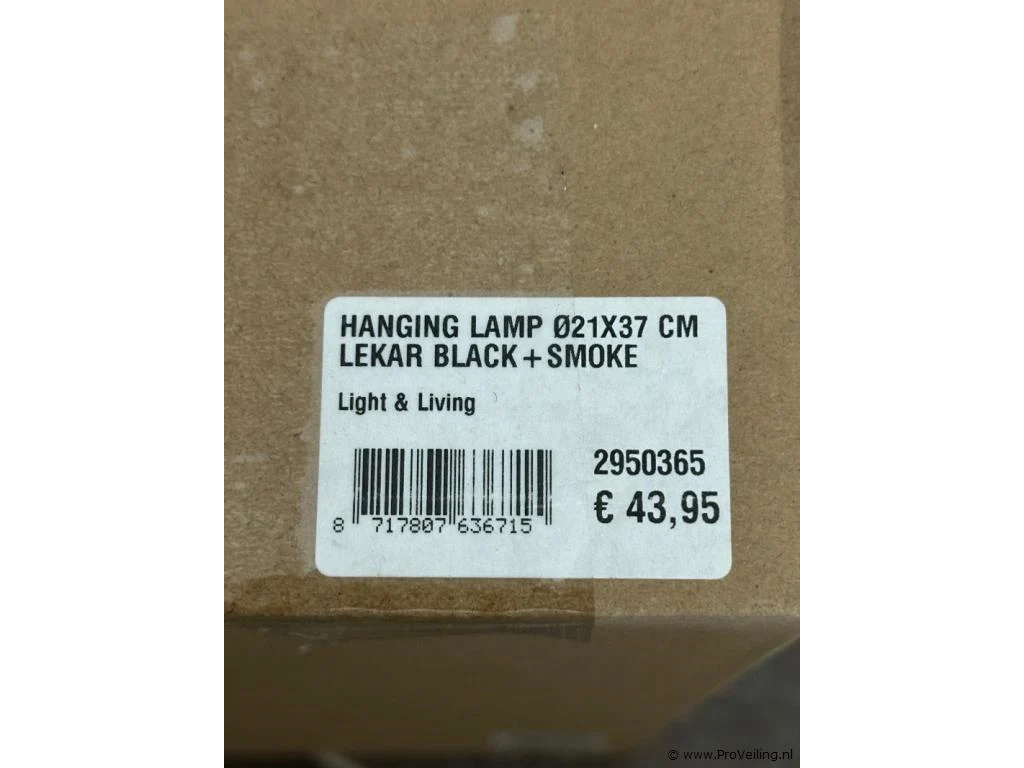 HANGING LAMP Ø21X37 CM
LEKAR BLACK+SMOKE
Light & Living
2950365
€ 43,95
8 717807 636715
© www.ProVeiling.nl